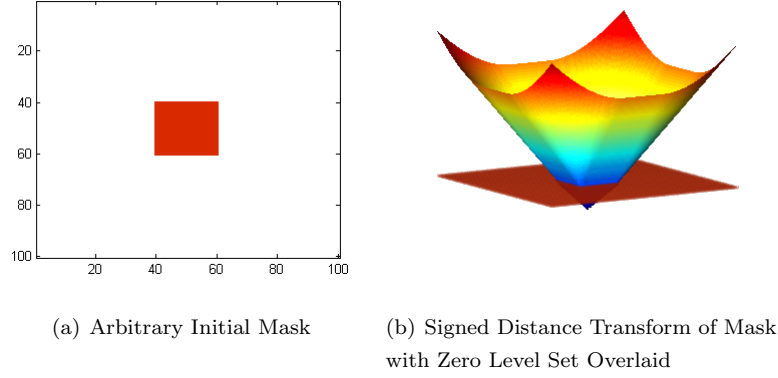 20
40
60
80
100
20 40 60 80 100
(a) Arbitrary Initial Mask
(b) Signed Distance Transform of Mask
with Zero Level Set Overlaid